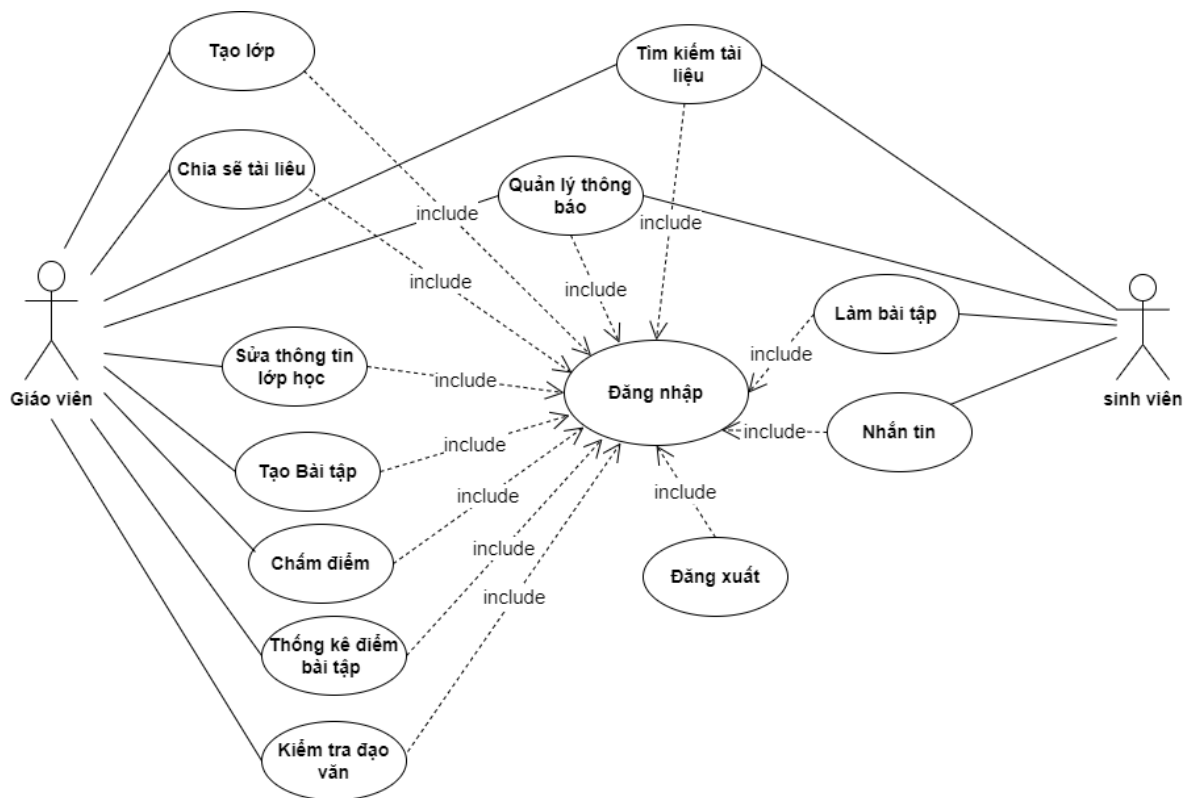 Tạo lớp
Tìm kiếm tài
liệu
Chia sẽ tài liêu
Quản lý thông
báo
include
include
include
include
Làm bài tập
Sửa thông tin
lớp học
include
include
Đăng nhập
Giáo viên
sinh viên
include
Nhắn tin
include
Tạo Bài tập
include
include
Chấm điểm
include
Đăng xuất
include
Thống kê điểm
bài tập
Kiểm tra đạo
văn